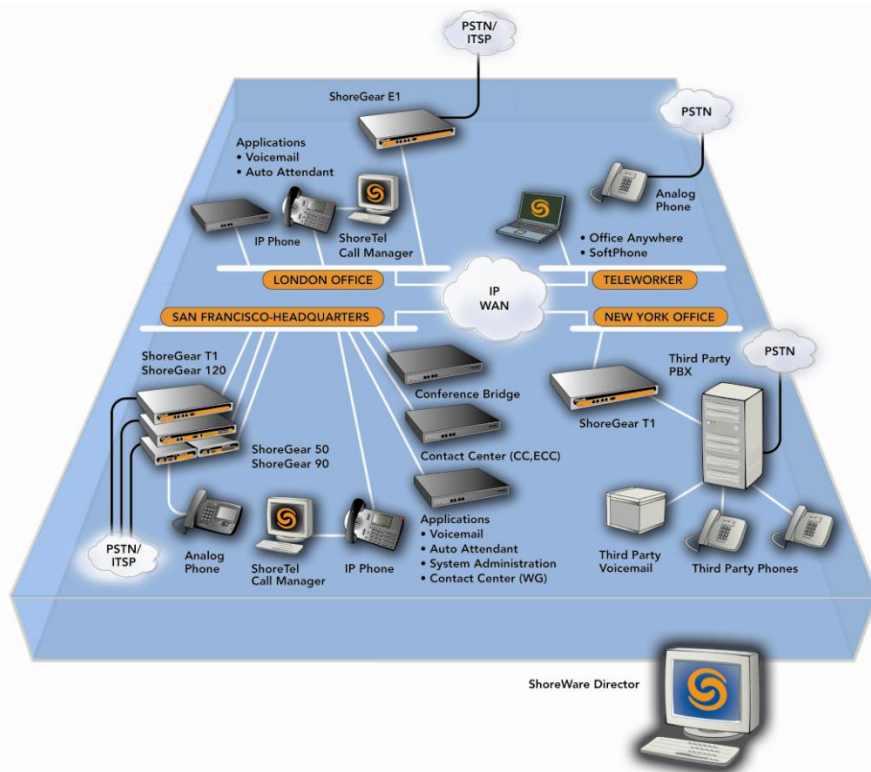 PSTN/
ITSP
ShoreGear E1
PSTN
Applications
• Voicemail
• Auto Attendant
IP Phone
ShoreTel
Call Manager
Analog
Phone
• Office Anywhere
• SoftPhone
LONDON OFFICE
IP
WAN
TELEWORKER
SAN FRANCISCO-HEADQUARTERS
NEW YORK OFFICE
ShoreGear T1
ShoreGear 120
Conference Bridge
Third Party
PBX
PSTN
ShoreGear T1
ShoreGear 50
ShoreGear 90
Contact Center (CC,ECC)
PSTN/
ITSP
Analog
Phone
ShoreTel
Call Manager
IP Phone
Applications
• Voicemail
• Auto Attendant
• System Administration
• Contact Center (WG)
Third Party
Voicemail
Third Party Phones
ShoreWare Director